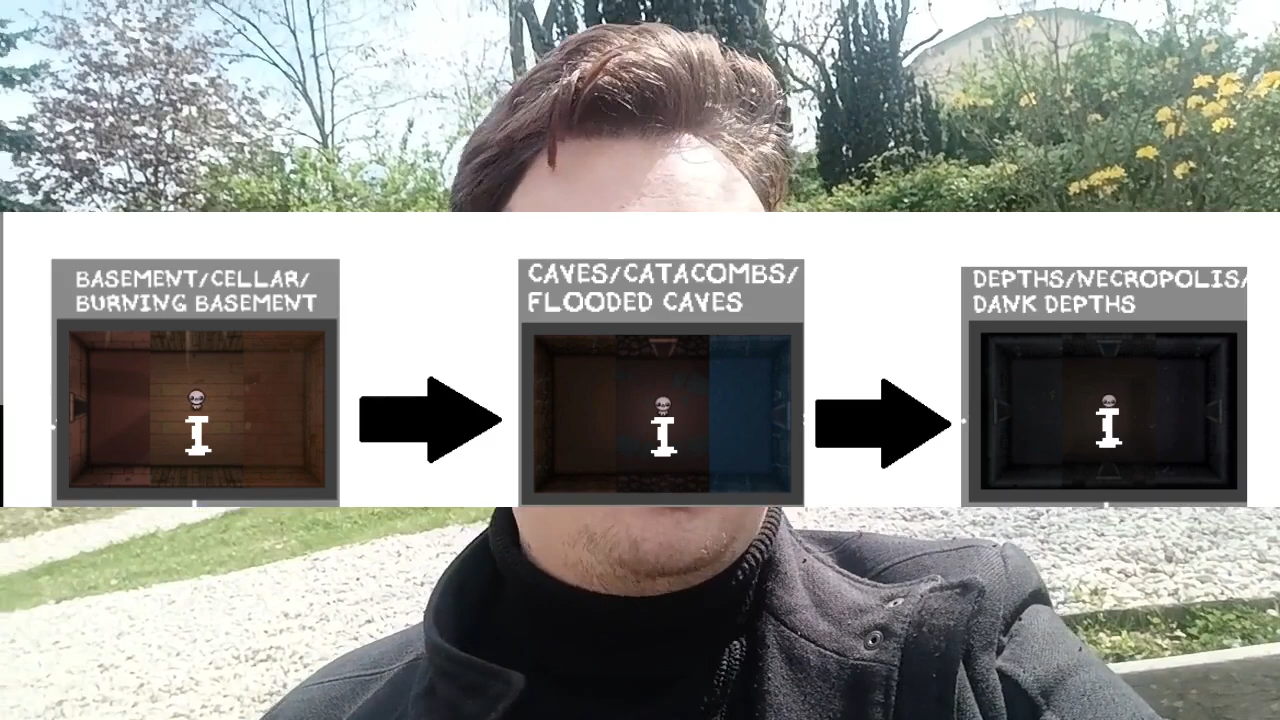 BASEMENT/CELLAR/
BURNING BASEMENT
I
CAVES/CATACOMBS/
FLOODED CAVES
I
DEPTHS/NECROPOLIS/
DANK DEPTHS
I